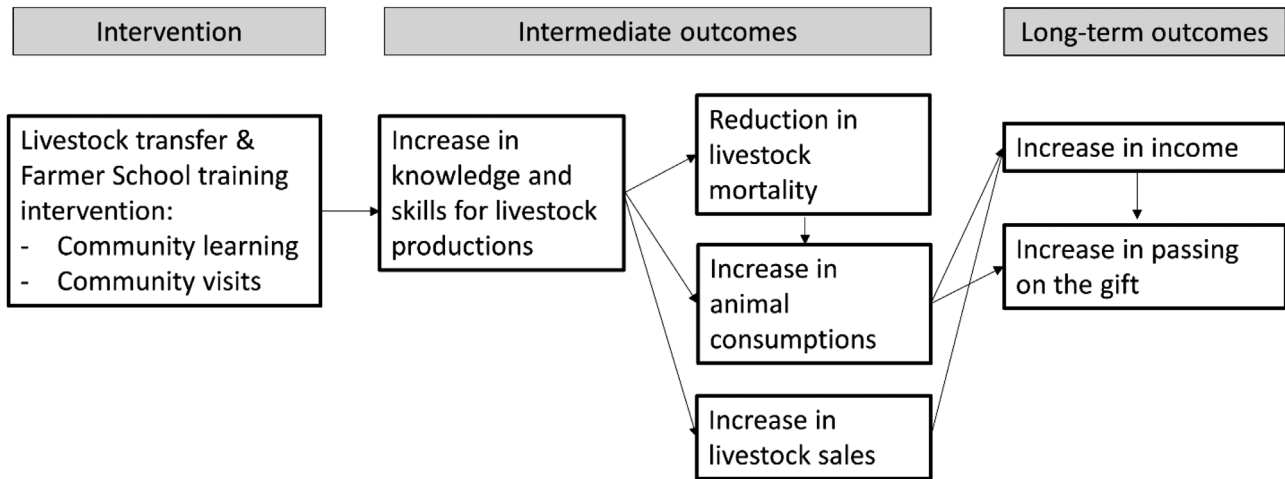 Intervention
Intermediate outcomes
Long-term outcomes
Livestock transfer &
Farmer School training
intervention:
- Community learning
- Community visits
Increase in
knowledge and
skills for livestock
productions
Reduction in
livestock
mortality
Increase in
animal
consumptions
Increase in
livestock sales
Increase in income
Increase in passing
on the gift